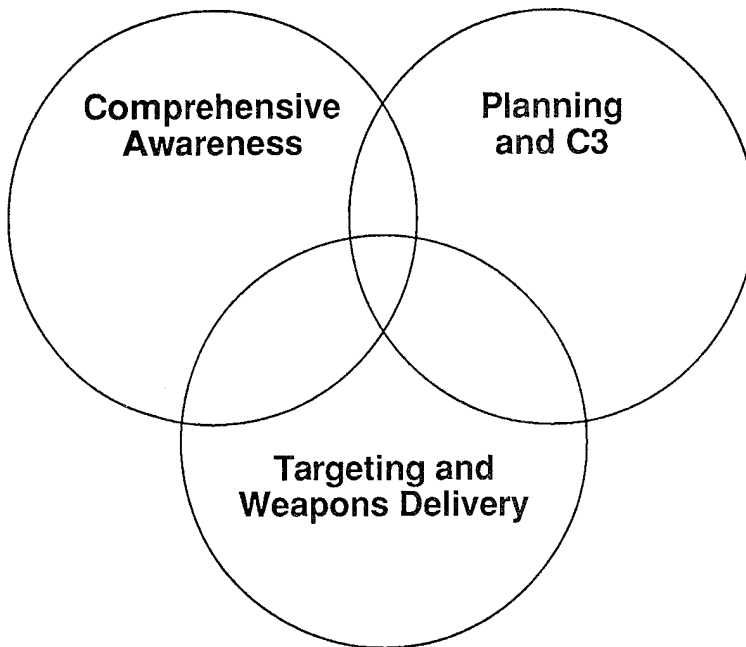 Comprehensive
Awareness
Planning
and C3
Targeting and
Weapons Delivery